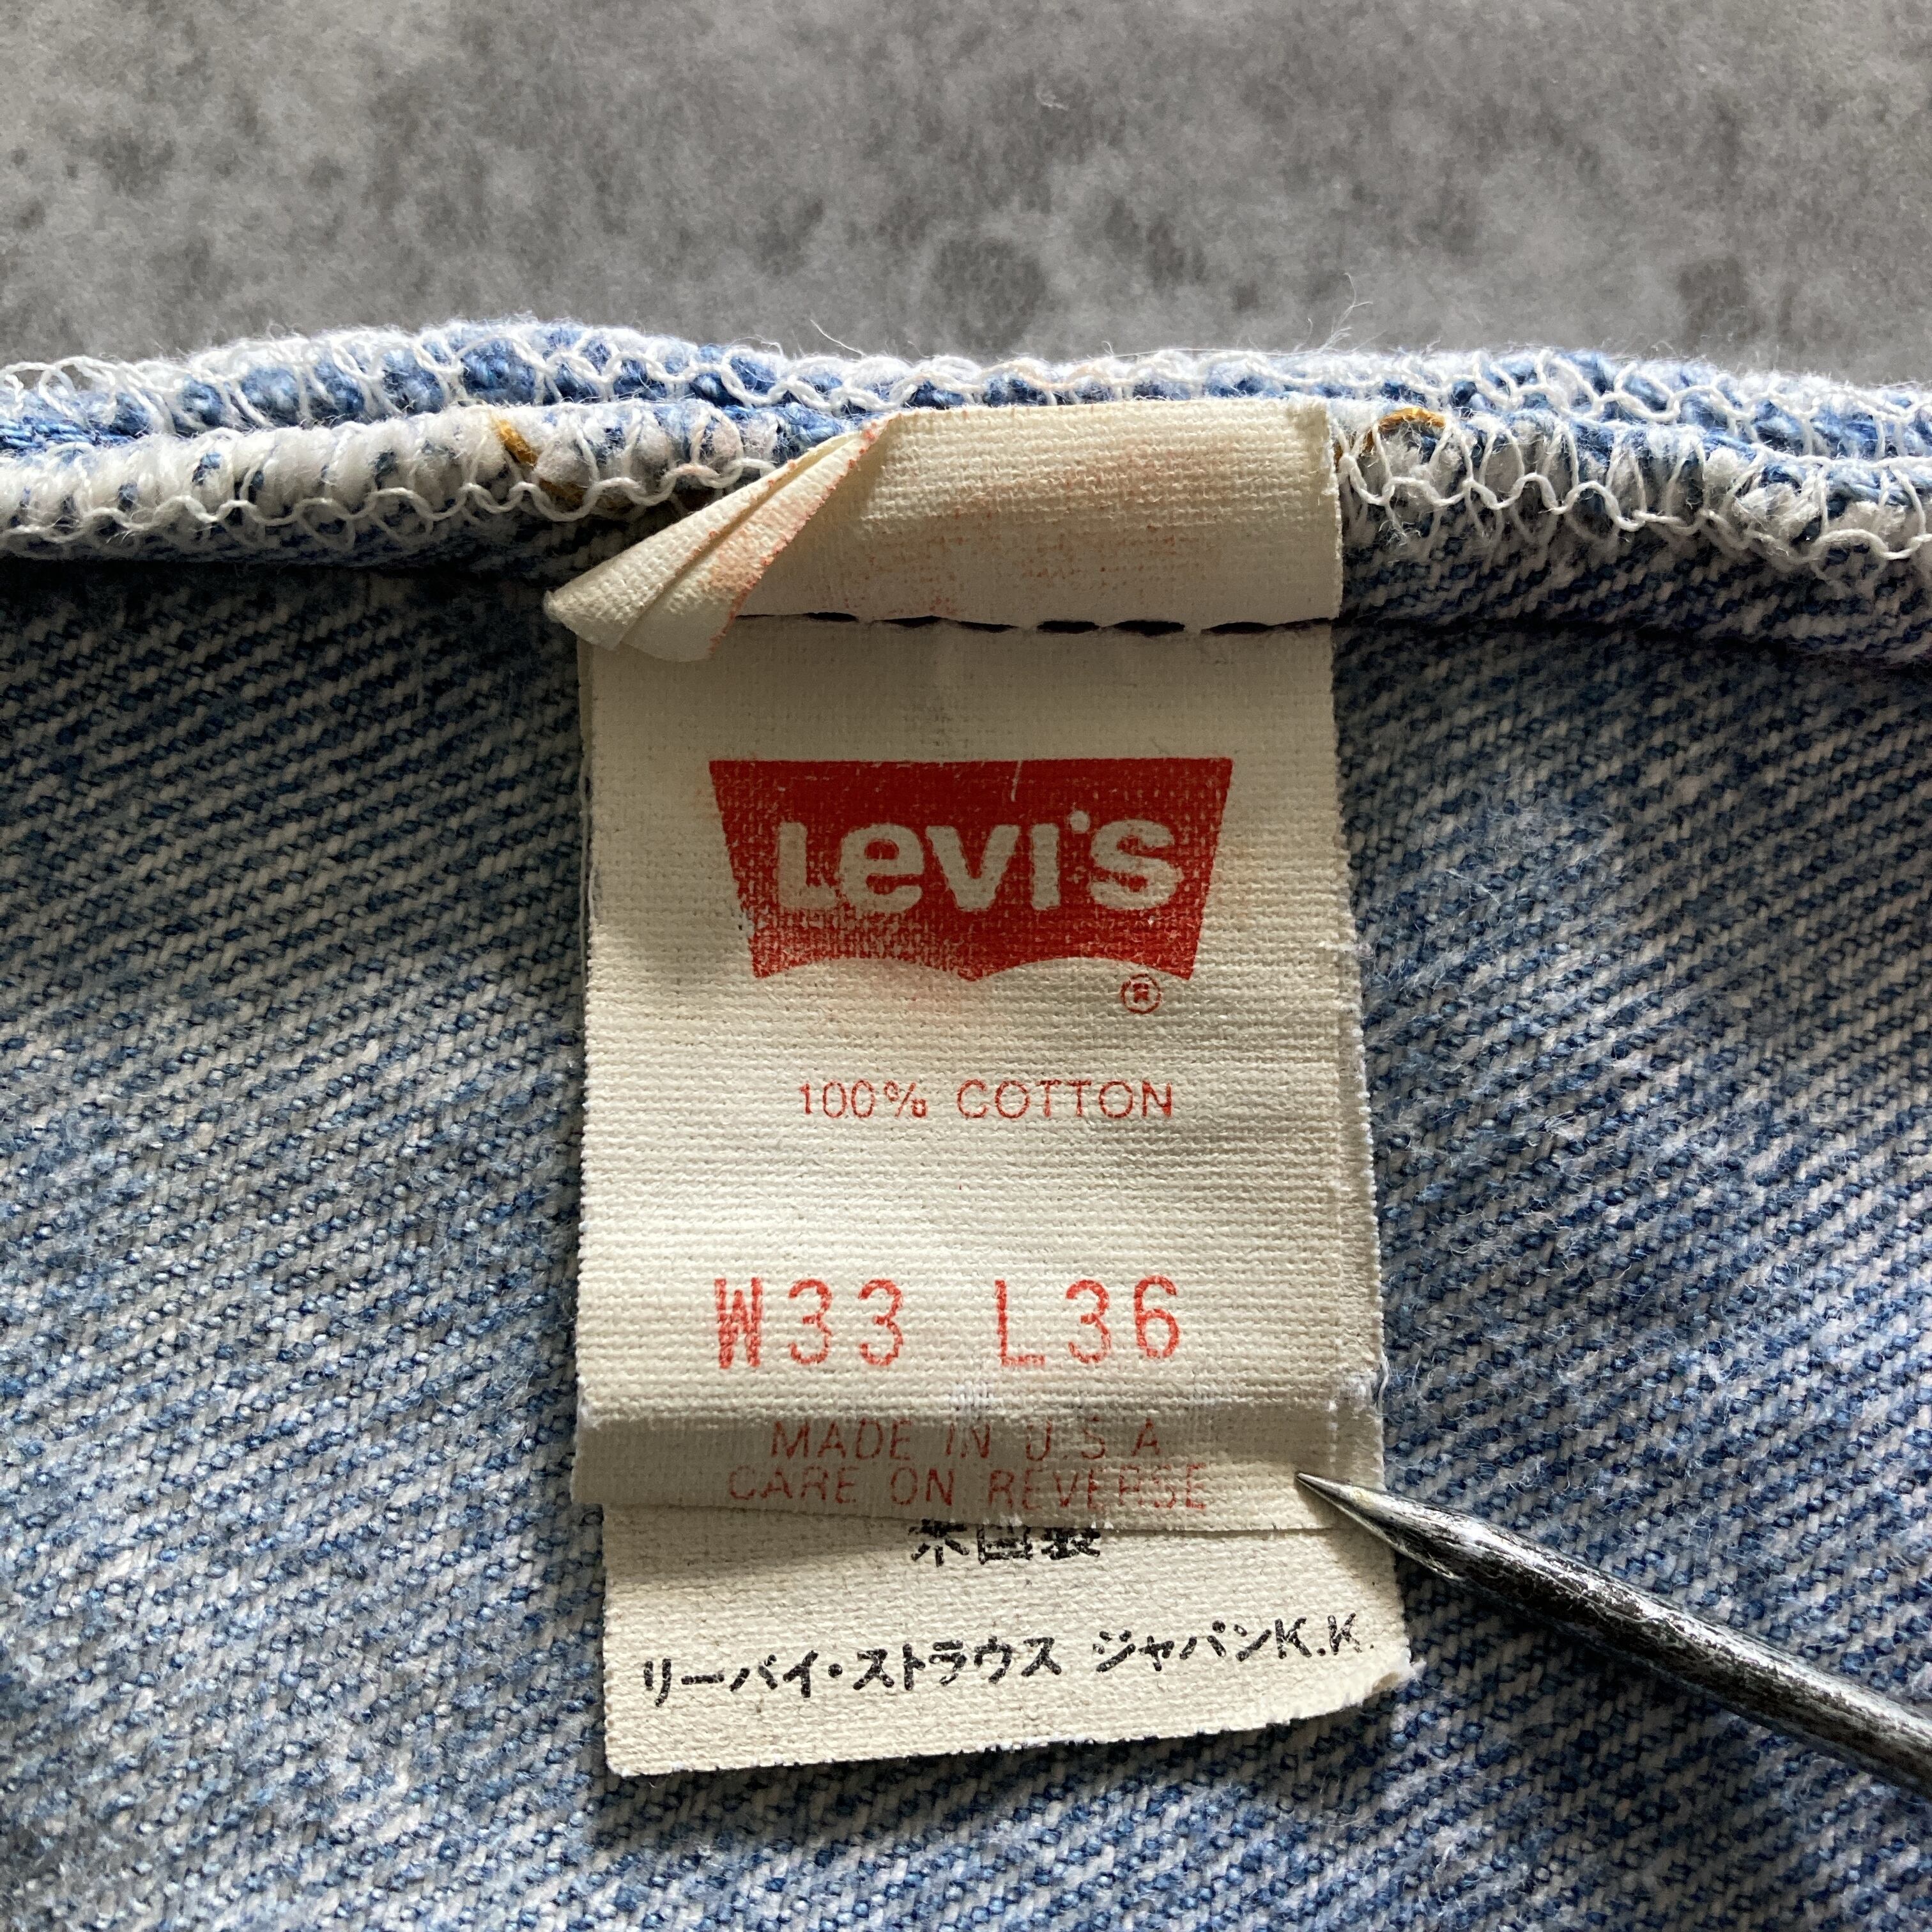 Levi's
®
100% COTTON
W33 L36
MADE IN U.S.A
CARE ON REVERSE
米国製
リーバイ・ストラウス ジャパンK.K.